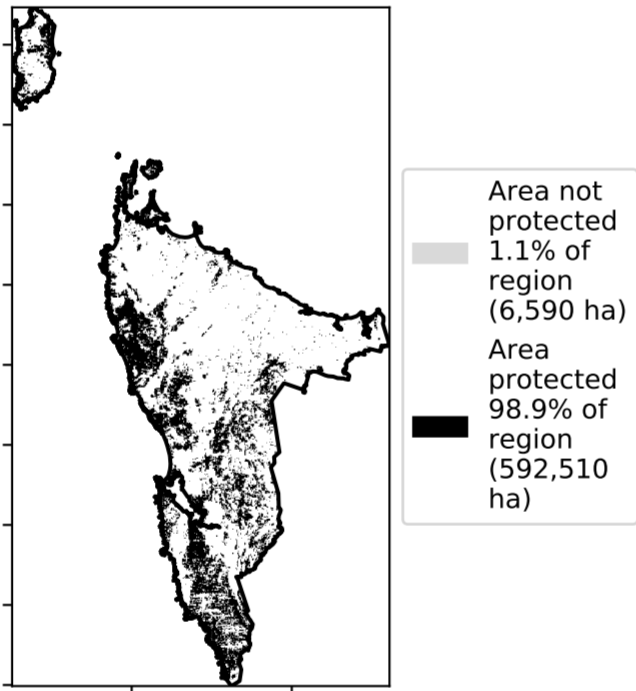 Area not
protected
1.1% of
region
(6,590 ha)
Area
protected
98.9% of
region
(592,510
ha)